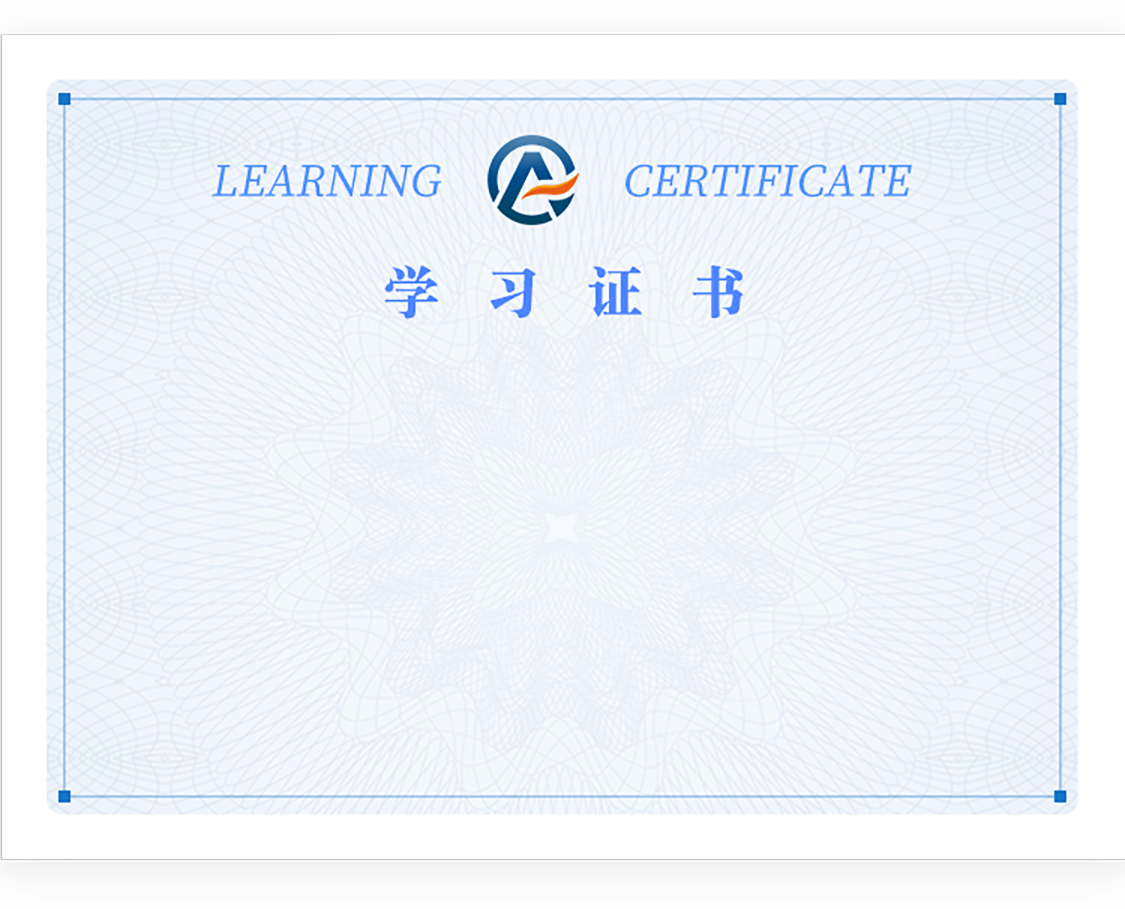 LEARNING CERTIFICATE
学习证书